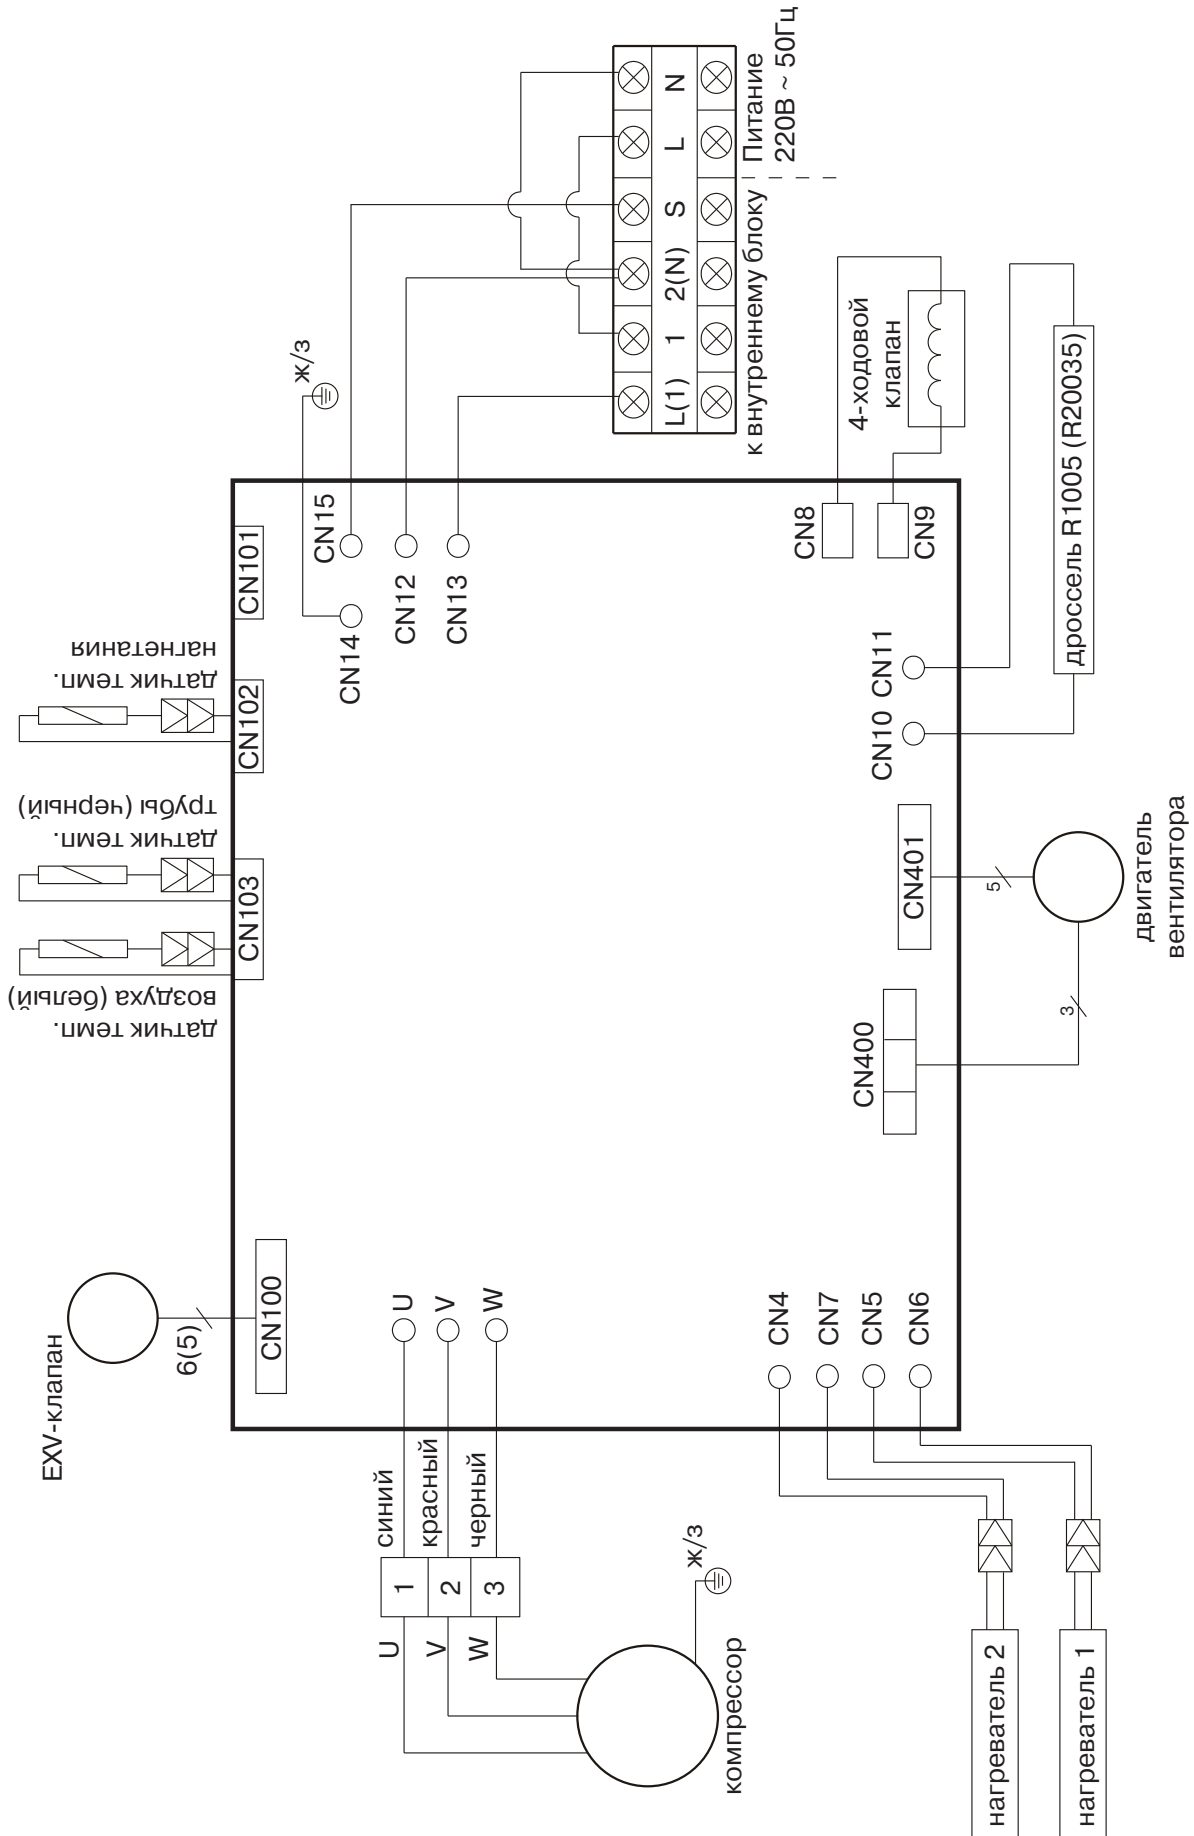 EXV-клапан
6(5)
CN100
датчик темп.
воздуха (белый)
датчик темп.
трубы (черный)
CN103
датчик темп.
нагнетания
CN102
CN101
U
V
W
синий
красный
черный
1
2
3
U
V
W
компрессор
ж/з
CN14
CN15
CN12
CN13
ж/з
L(1)
1
2(N)
S
L
N
к внутреннему блоку
Питание
220В ~ 50Гц
CN4
CN7
CN5
CN6
нагреватель 2
нагреватель 1
CN400
3
CN401
5
двигатель
вентилятора
CN10
CN11
дроссель R1005 (R20035)
CN8
CN9
4-ходовой
клапан